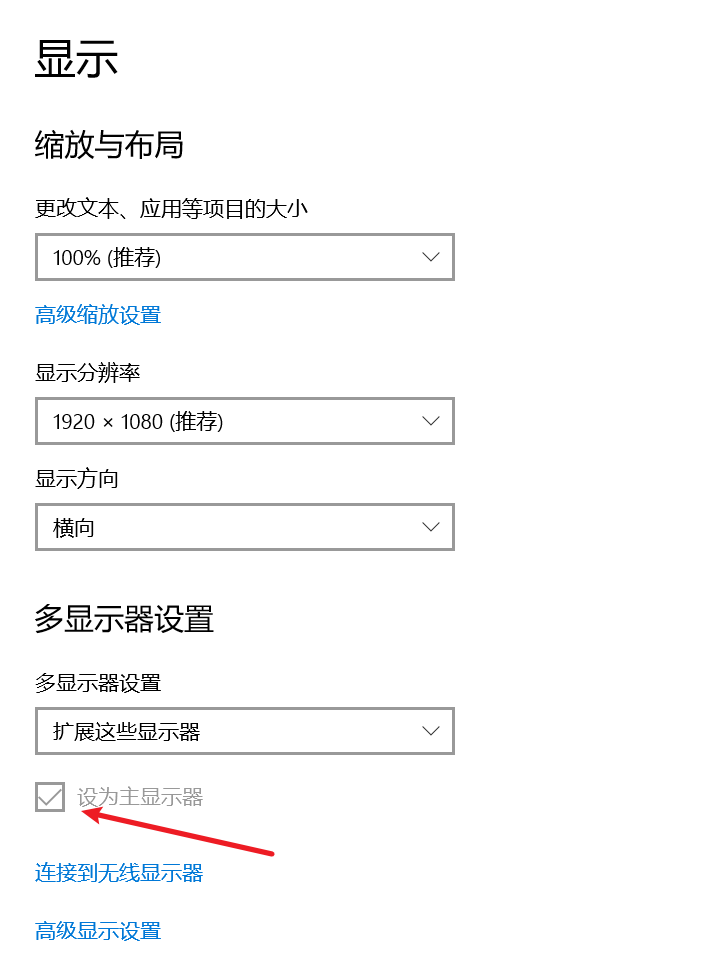 显示
缩放与布局
更改文本、应用等项目的大小
100% (推荐)
高级缩放设置
显示分辨率
1920 × 1080 (推荐)
显示方向
横向
多显示器设置
多显示器设置
扩展这些显示器
设为主显示器
连接到无线显示器
高级显示设置